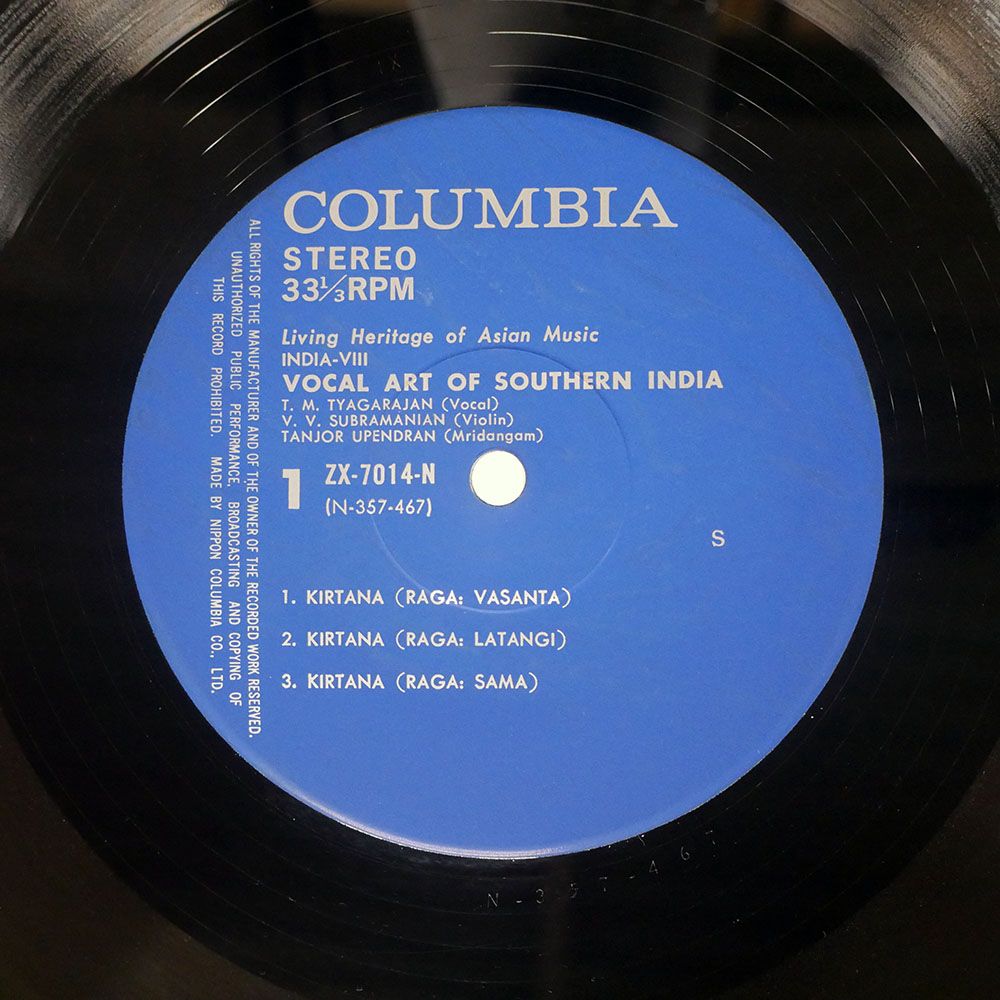 COLUMBIA
STEREO
33⅓RPM
Living Heritage of Asian Music
INDIA-VIII
VOCAL ART OF SOUTHERN INDIA
T. M. TYAGARAJAN (Vocal)
V. V. SUBRAMANIAN (Violin)
TANJOR UPENDRAN (Mridangam)
1 ZX-7014-N
(N-357-467)
S
1. KIRTANA (RAGA: VASANTA)
2. KIRTANA (RAGA: LATANGI)
3. KIRTANA (RAGA: SAMA)
ALL RIGHTS OF THE MANUFACTURER AND OF THE OWNER OF THE RECORDED WORK RESERVED.
UNAUTHORIZED PUBLIC PERFORMANCE, BROADCASTING AND COPYING OF
THIS RECORD PROHIBITED. MADE BY NIPPON COLUMBIA CO., LTD.
N-357-467